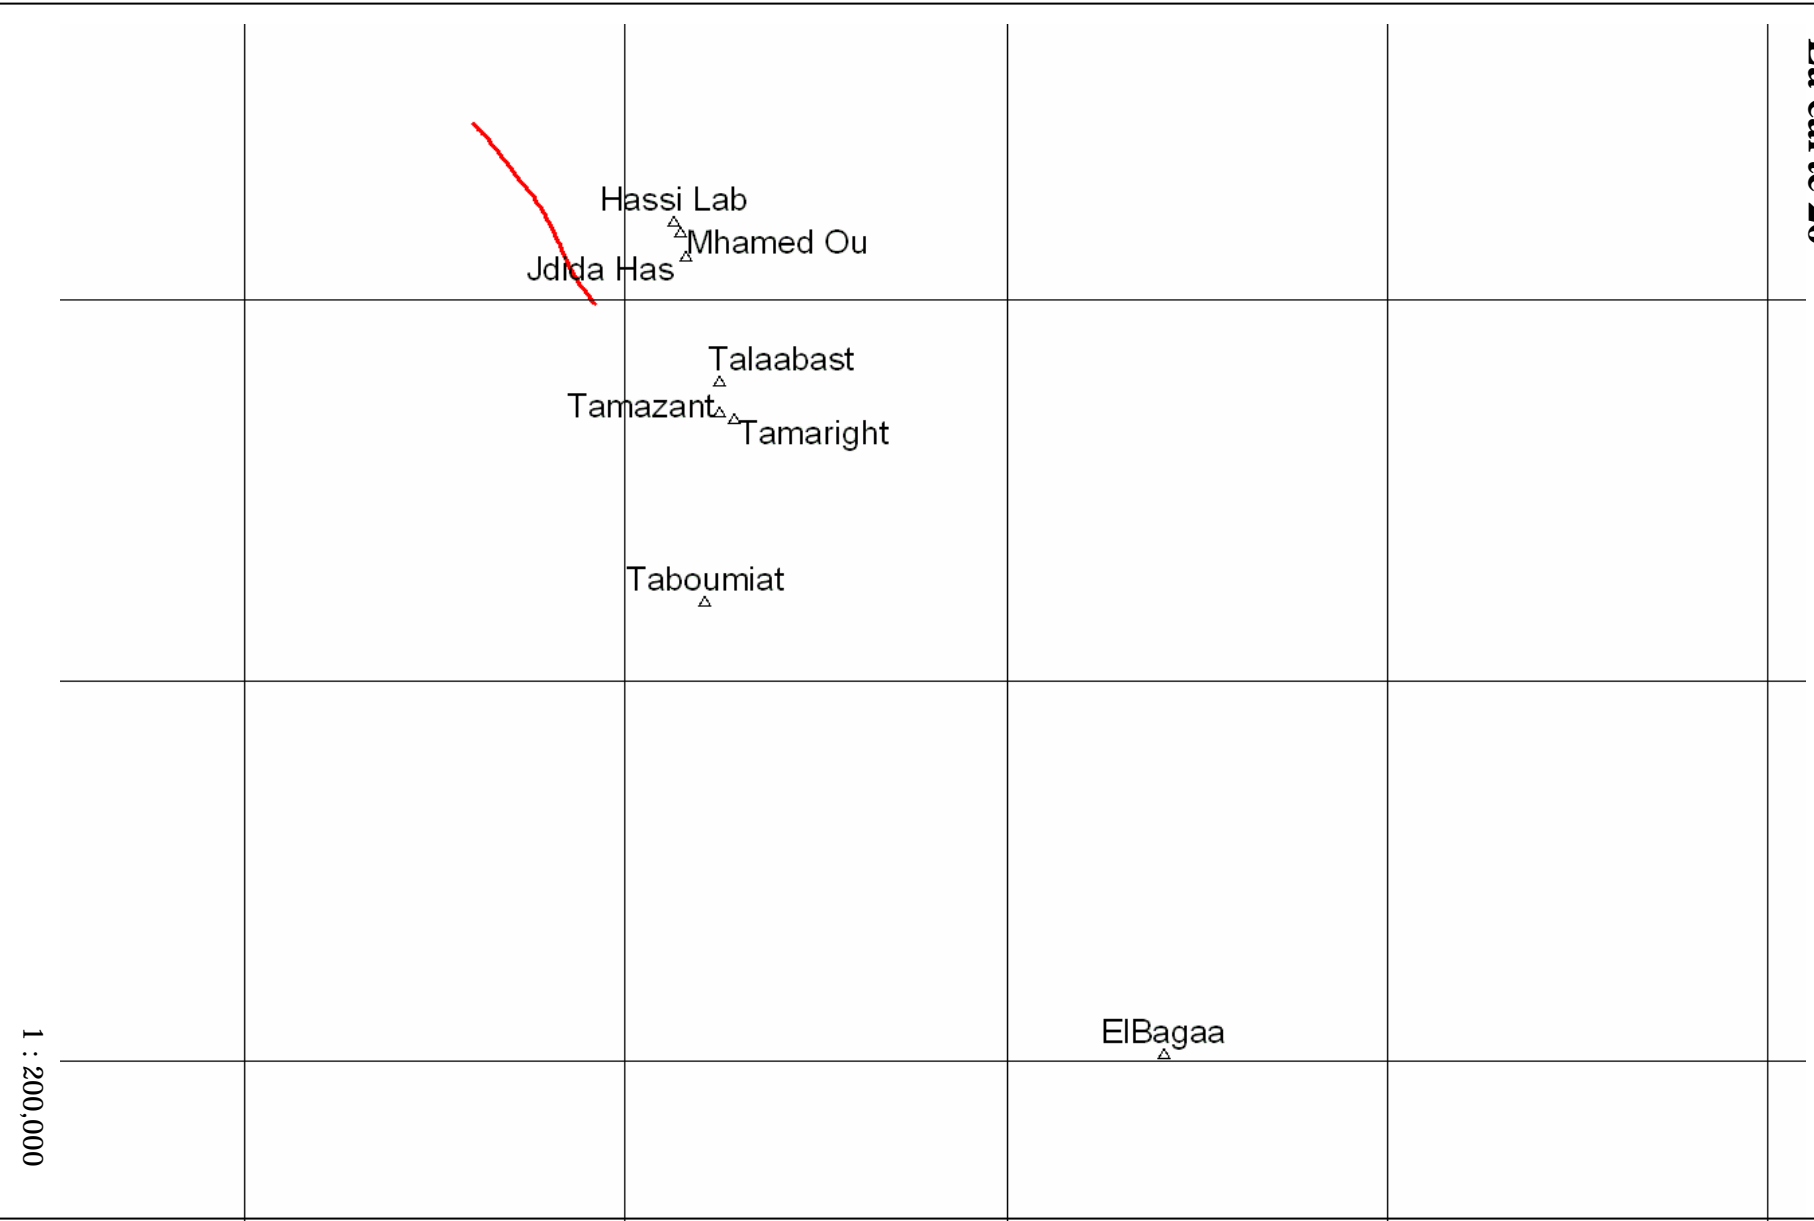 Hassi Lab
Mhamed Ou
Jdida Has
Talaabast
Tamazant
Tamaright
Taboumiat
ElBagaa
1 : 200,000